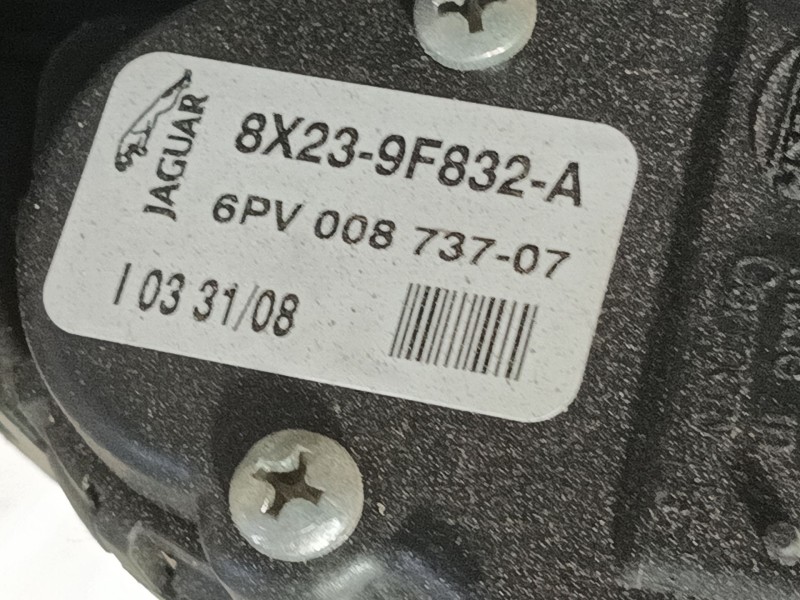 JAGUAR
8X23-9F832-A
6PV 008 737-07
I 03 31/08